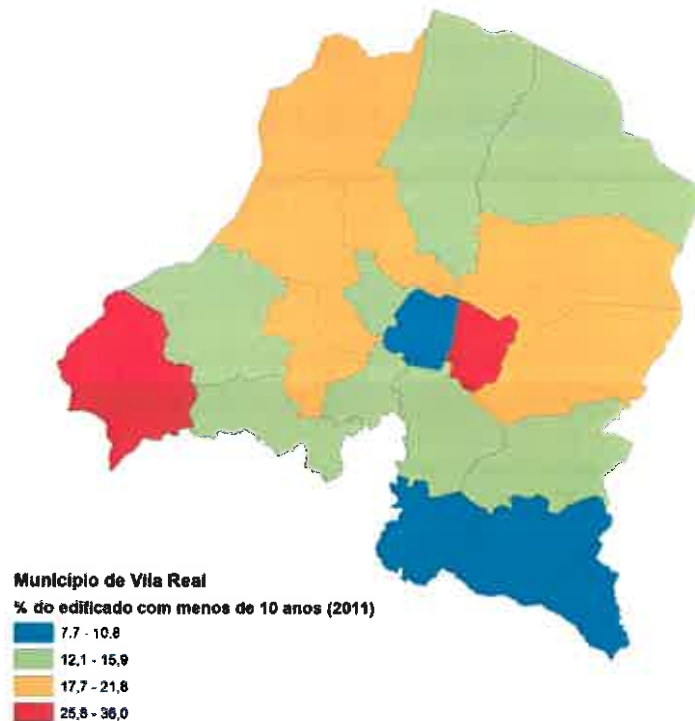 Município de Vila Real
% do edificado com menos de 10 anos (2011)
7,7 - 10,8
12,1 - 15,9
17,7 - 21,8
25,8 - 36,0